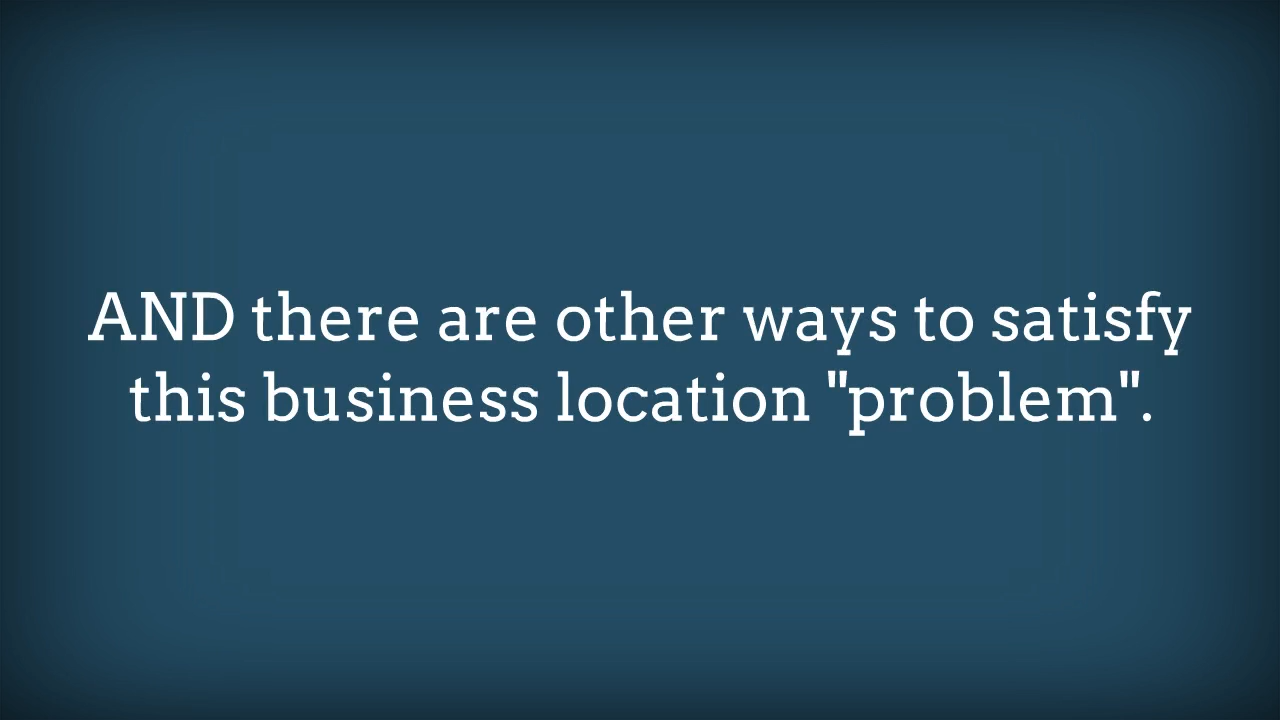 AND there are other ways to satisfy
this business location "problem".